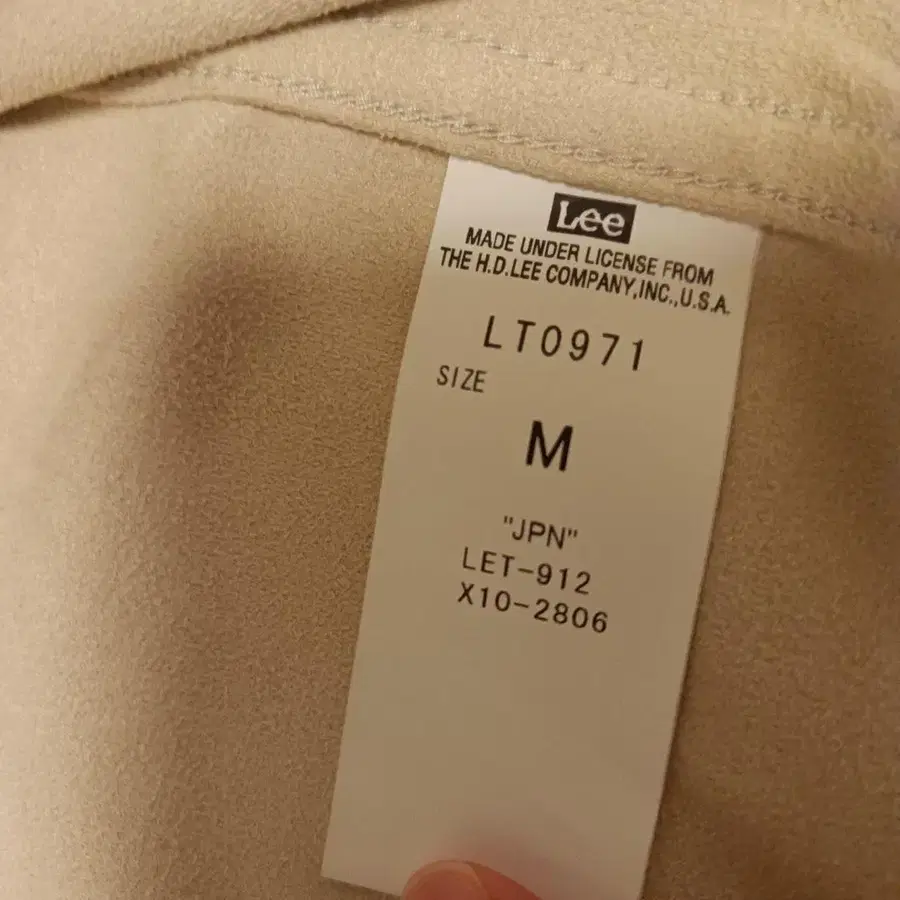 Lee
MADE UNDER LICENSE FROM
THE H.D.LEE COMPANY,INC.,U.S.A.
LT0971
SIZE
M
"JPN"
LET-912
X10-2806